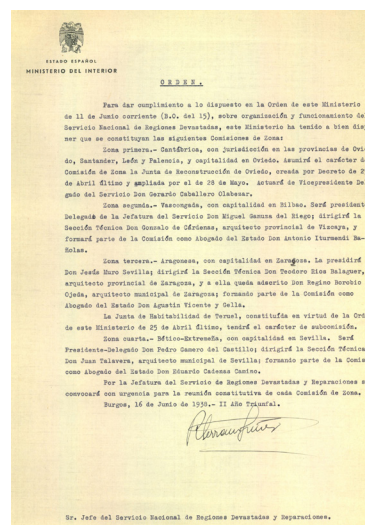 ESTADO ESPAÑOL
MINISTERIO DEL INTERIOR
ORDEN.
Para dar cumplimiento a lo dispuesto en la Orden de este Ministerio
de 11 de Junio corriente (B.O. del 15), sobre organización y funcionamiento de
Servicio Nacional de Regiones Devastadas, este Ministerio ha tenido a bien dis
ner que se constituyan las siguientes Comisiones de Zona:
Zona primera.- Cantábrica, con jurisdicción en las provincias de Ovi
do, Santander, León y Palencia, y capitalidad en Oviedo. Asumirá el carácter d
Comisión de Zona la Junta de Reconstrucción de Oviedo, creada por Decreto de 2
de Abril último y ampliada por el de 28 de Mayo. Actuará de Vicepresidente De
gado del Servicio Don Gerardo Caballero Olabezar.
Zona segunda.- Vascongada, con capitalidad en Bilbao. Será president
Delegado de la Jefatura del Servicio Don Miguel Ganuza del Riego; dirigirá la
Sección Técnica Don Gonzalo de Cárdenas, arquitecto provincial de Vizcaya, y
formará parte de la Comisión como Abogado del Estado Don Antonio Iturmendi Ba-
ñalas.
Zona tercera.- Aragonesa, con capitalidad en Zaragoza. La presidirá
Don Jesús Muro Sevilla; dirigirá la Sección Técnica Don Teodoro Rios Balaguer,
arquitecto provincial de Zaragoza, y a ella queda adscrito Don Regino Borobio
Ojeda, arquitecto municipal de Zaragoza; formando parte de la Comisión como
Abogado del Estado Don Agustín Vicente y Gella.
La Junta de Habitabilidad de Teruel, constituída en virtud de la Ord
de este Ministerio de 25 de Abril último, tendrá el carácter de subcomisión.
Zona cuarta.- Bético-Extremeña, con capitalidad en Sevilla. Será
Presidente-Delegado Don Pedro Gamero del Castillo; dirigirá la Sección Técnica
Don Juan Talavera, arquitecto municipal de Sevilla; formando parte de la Comis
como Abogado del Estado Don Eduardo Cadenas Camino.
Por la Jefatura del Servicio de Regiones Devastadas y Reparaciones s
convocará con urgencia para la reunión constitutiva de cada Comisión de Zona.
Burgos, 16 de Junio de 1938.- II Año Triunfal.
Sr. Jefe del Servicio Nacional de Regiones Devastadas y Reparaciones.